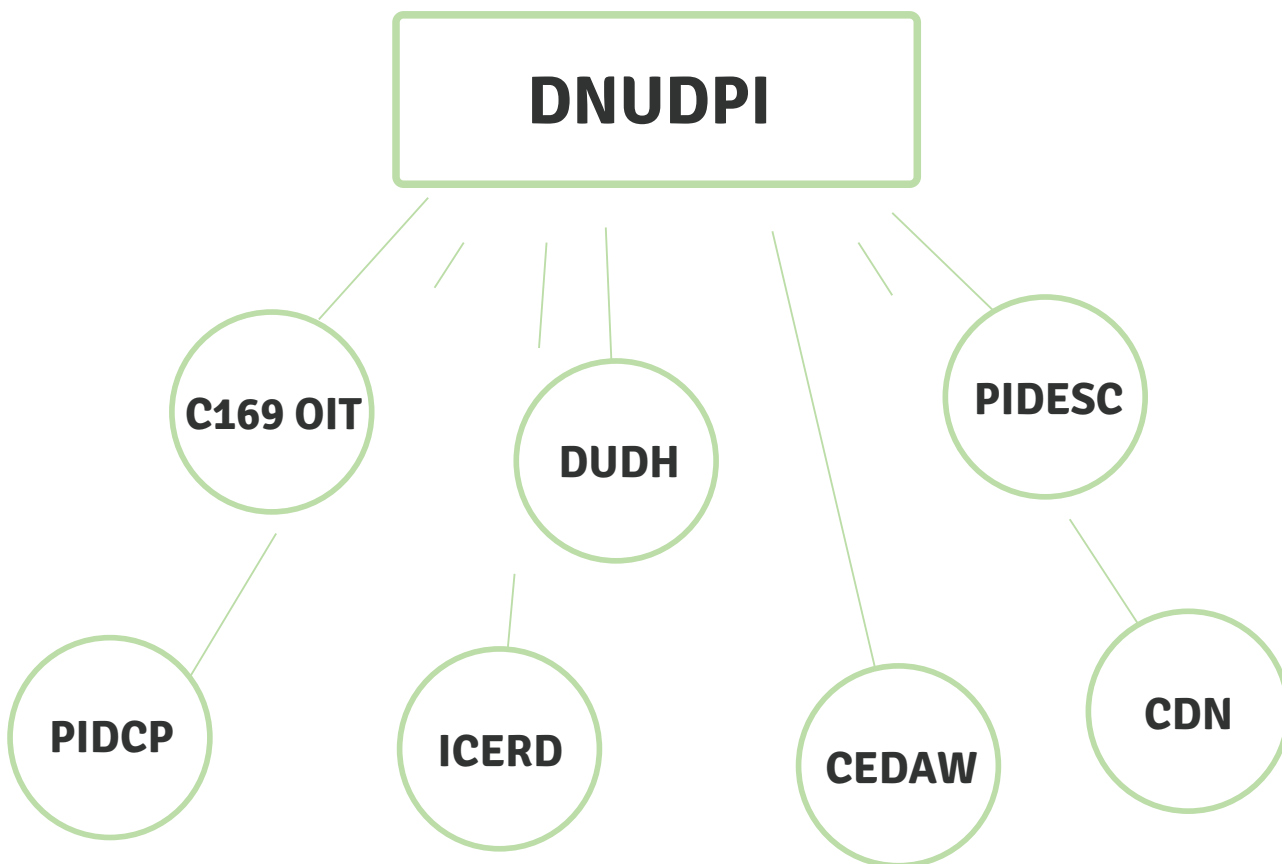 DNUDPI
C169 OIT
DUDH
PIDESC
PIDCP
ICERD
CEDAW
CDN